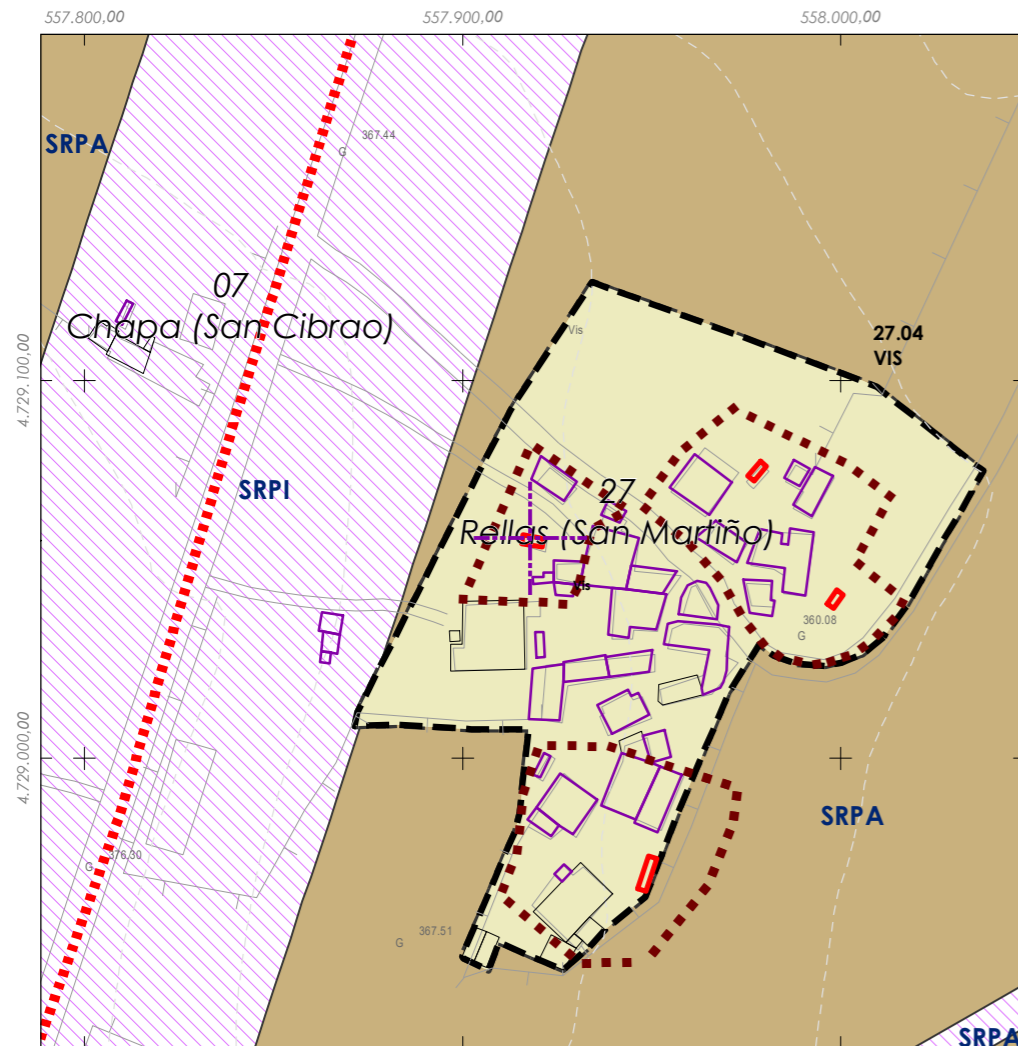 557.800,00
557.900,00
558.000,00
367.44
G
SRPA
07
Chapa (San Cibrao)
Vis
27.04
VIS
4.729.100,00
SRPI
27
Rellas (San Martiño)
Vis
360.08
G
4.729.000,00
SRPA
376.30
G
367.51
G
SRPA